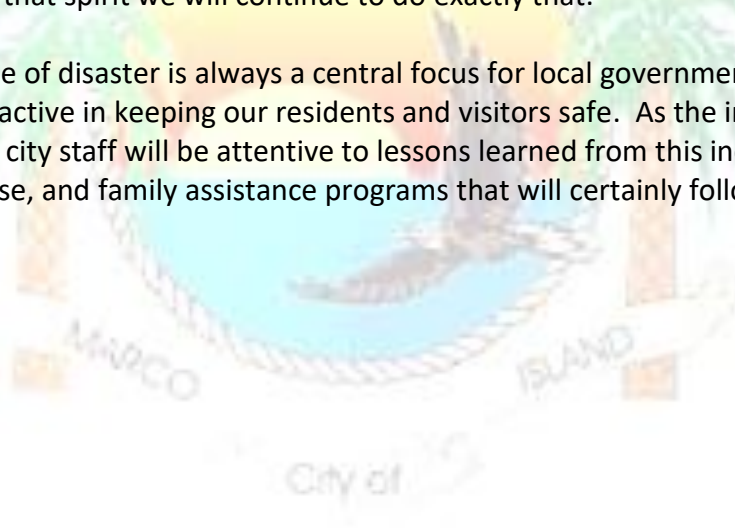 that spirit we will continue to do exactly that.
e of disaster is always a central focus for local governme
active in keeping our residents and visitors safe.  As the i
city staff will be attentive to lessons learned from this in
se, and family assistance programs that will certainly follo
MARCO ISLAND
City of